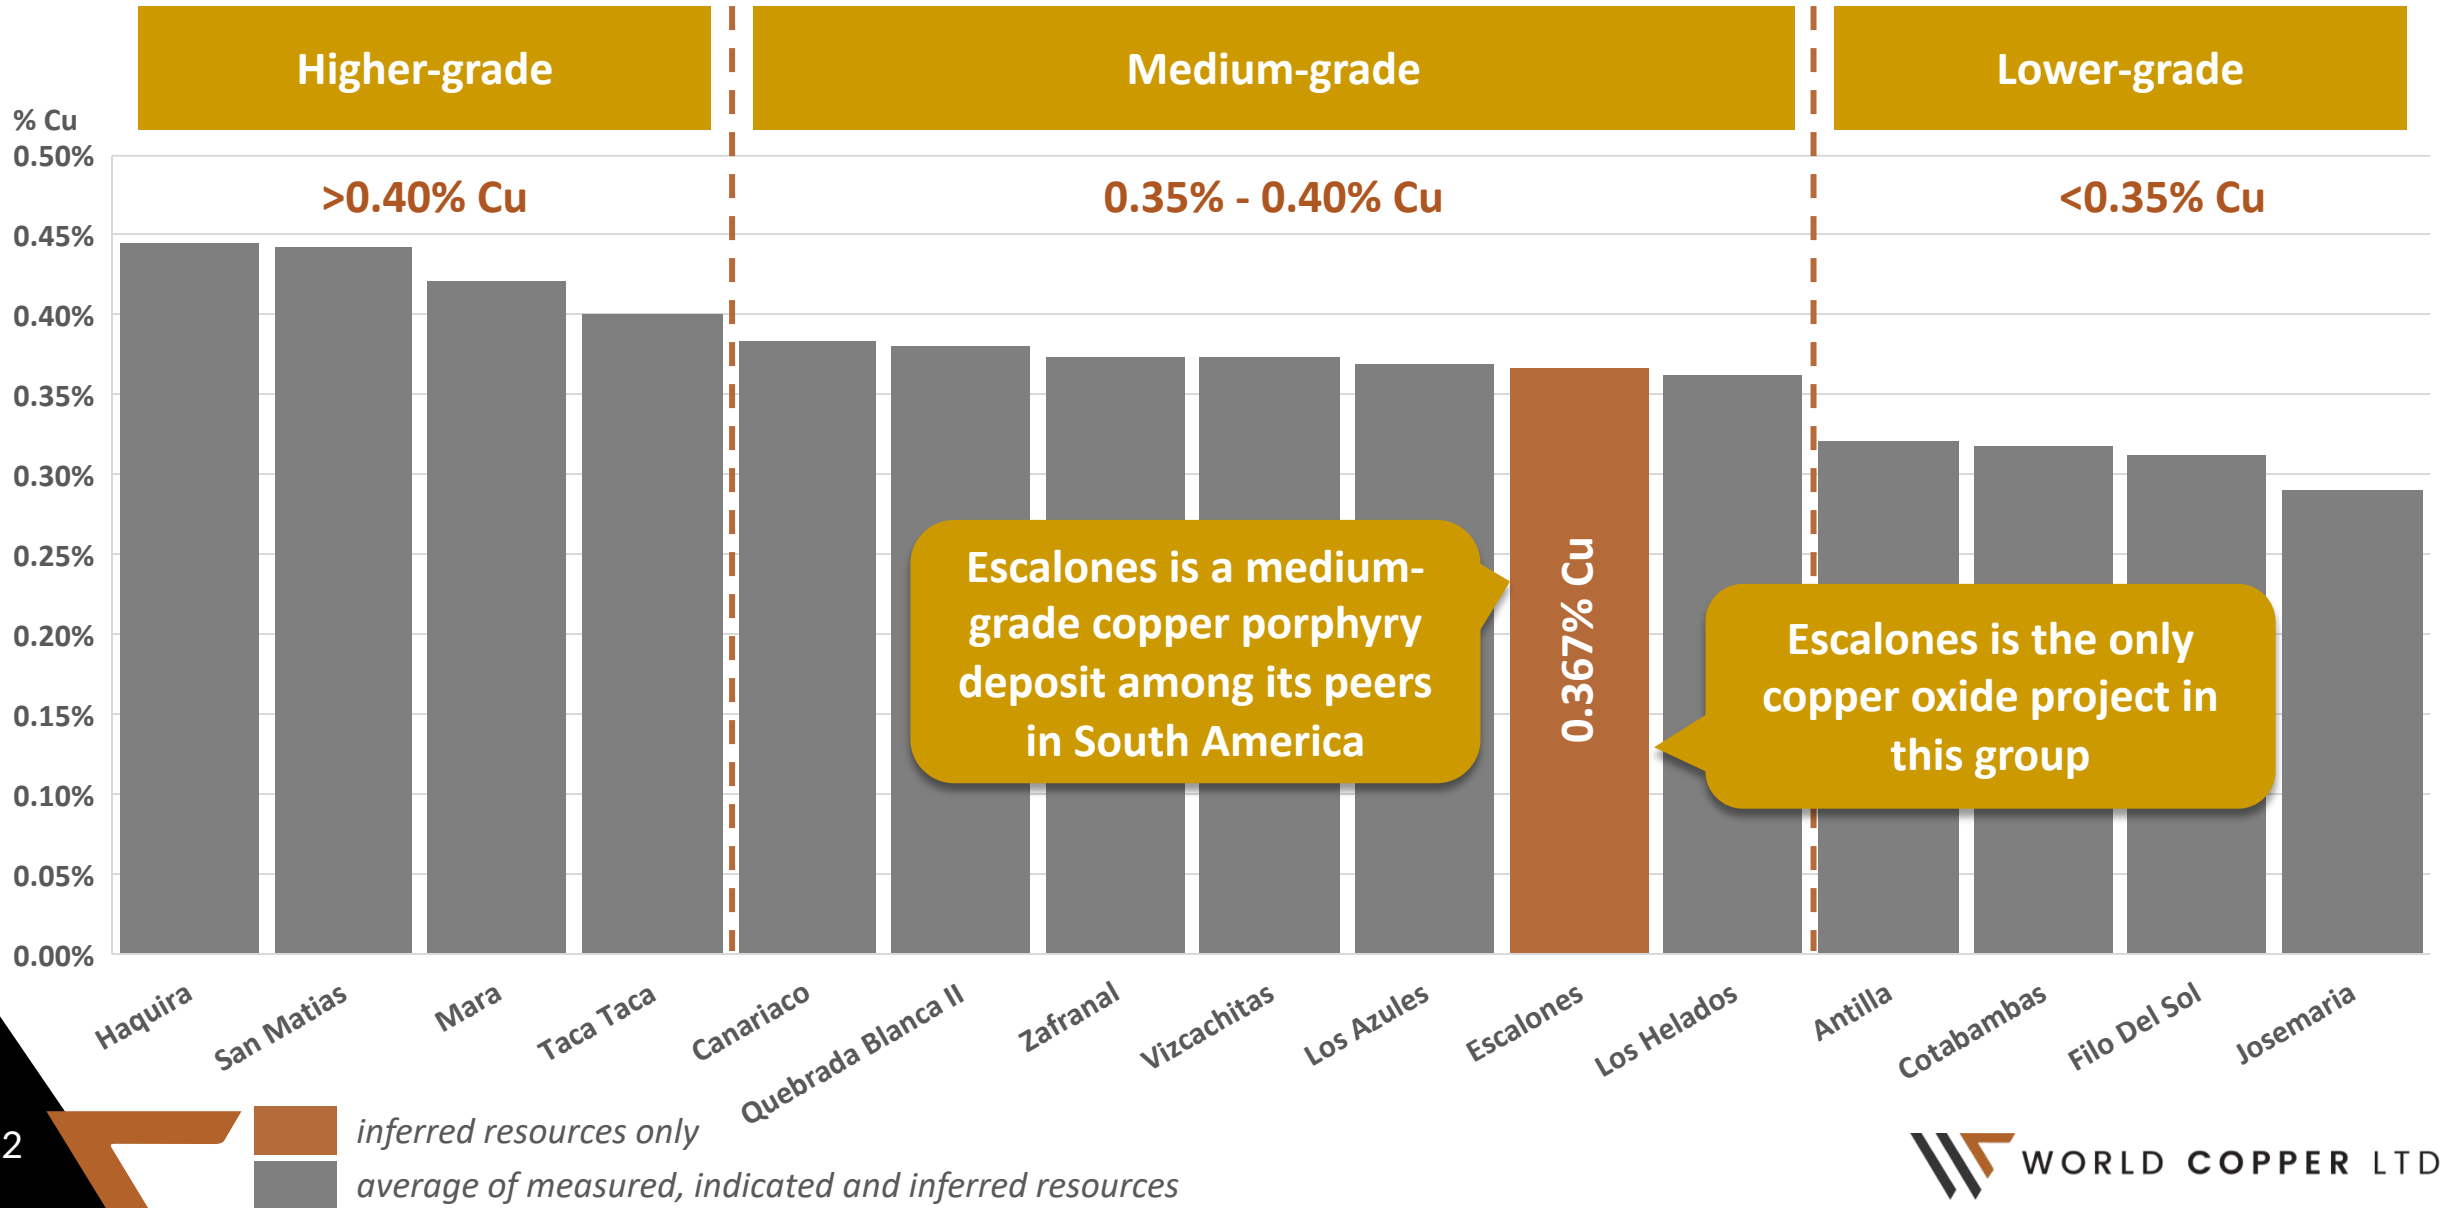 Higher-grade
Medium-grade
Lower-grade
% Cu
>0.40% Cu
0.35% - 0.40% Cu
<0.35% Cu
0.50%
0.45%
0.40%
0.35%
0.30%
0.25%
0.20%
0.15%
0.10%
0.05%
0.00%
Escalones is a medium-
grade copper porphyry
deposit among its peers
in South America
0.367% Cu
Escalones is the only
copper oxide project in
this group
Haquira
San Matias
Mara
Taca Taca
Canariaco
Quebrada Blanca II
Zafranal
Vizcachitas
Los Azules
Escalones
Los Helados
Antilla
Cotabambas
Filo Del Sol
Josemaria
inferred resources only
average of measured, indicated and inferred resources
2
WORLD COPPER LTD